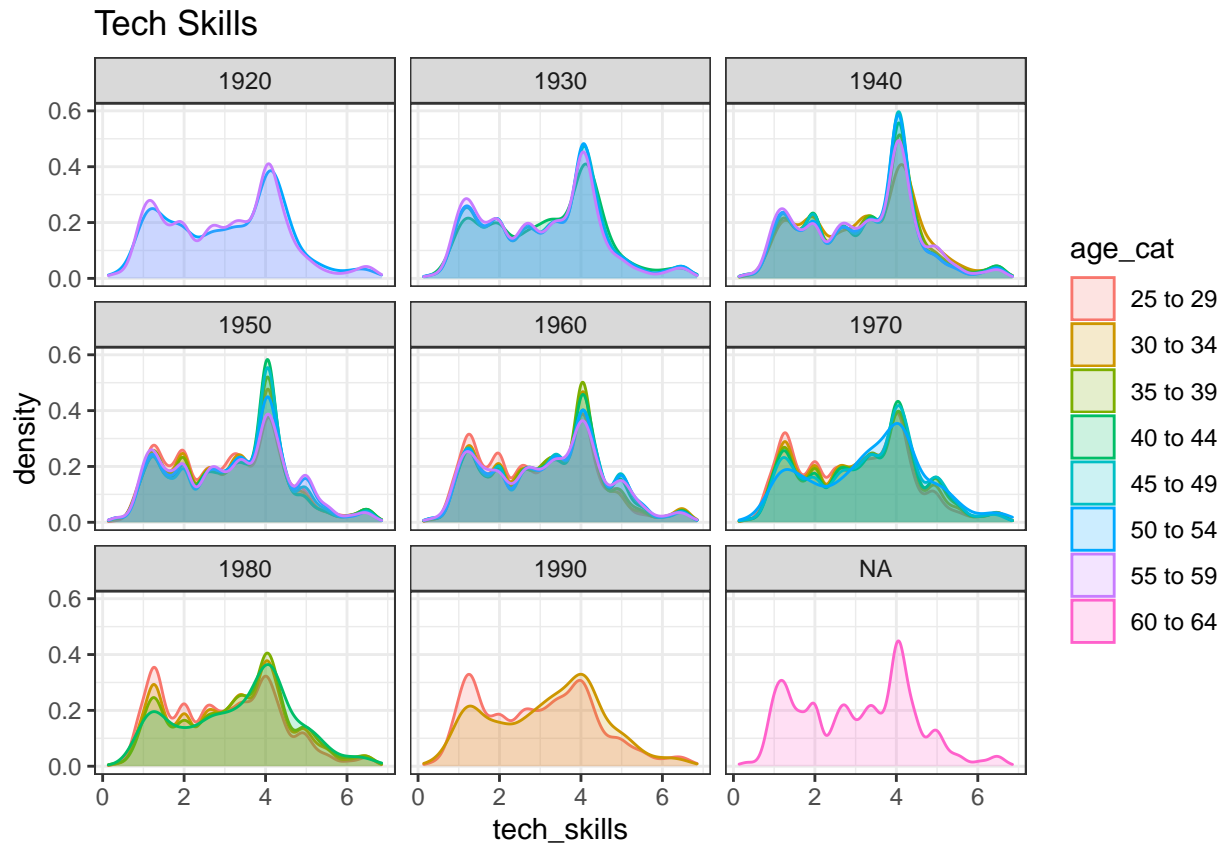 Tech Skills
1920
1930
1940
0.6
0.4
0.2
0.0
1950
1960
1970
0.6
0.4
0.2
0.0
1980
1990
NA
0.6
0.4
0.2
0.0
0 2 4 6
0 2 4 6
0 2 4 6
tech_skills
density
age_cat
25 to 29
30 to 34
35 to 39
40 to 44
45 to 49
50 to 54
55 to 59
60 to 64